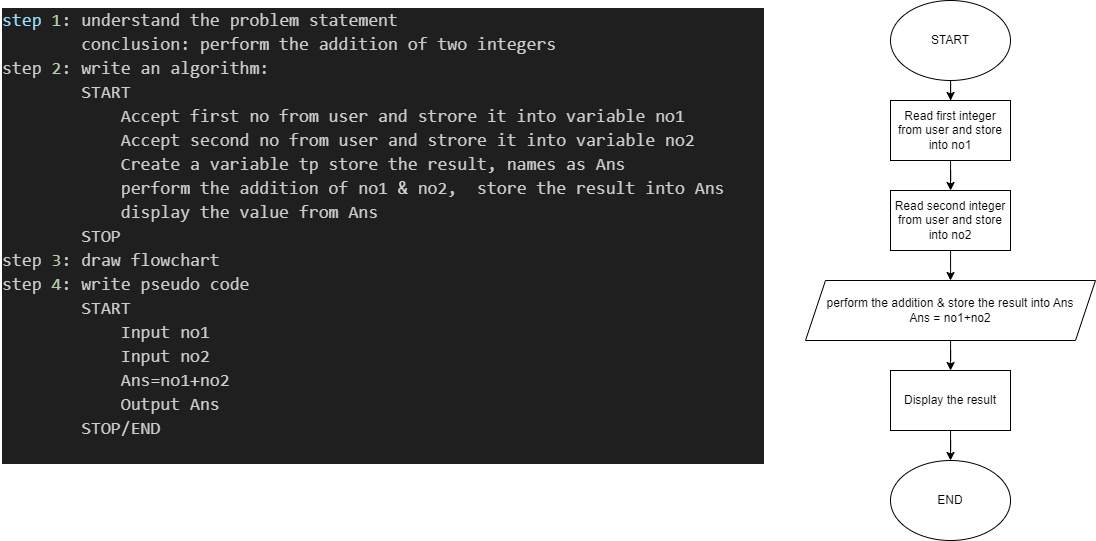 step 1: understand the problem statement
conclusion: perform the addition of two integers
step 2: write an algorithm:
START
Accept first no from user and strore it into variable no1
Accept second no from user and strore it into variable no2
Create a variable tp store the result, names as Ans
perform the addition of no1 & no2,  store the result into Ans
display the value from Ans
STOP
step 3: draw flowchart
step 4: write pseudo code
START
Input no1
Input no2
Ans=no1+no2
Output Ans
STOP/END
START
Read first integer
from user and store
into no1
Read second integer
from user and store
into no2
perform the addition & store the result into Ans
Ans = no1+no2
Display the result
END